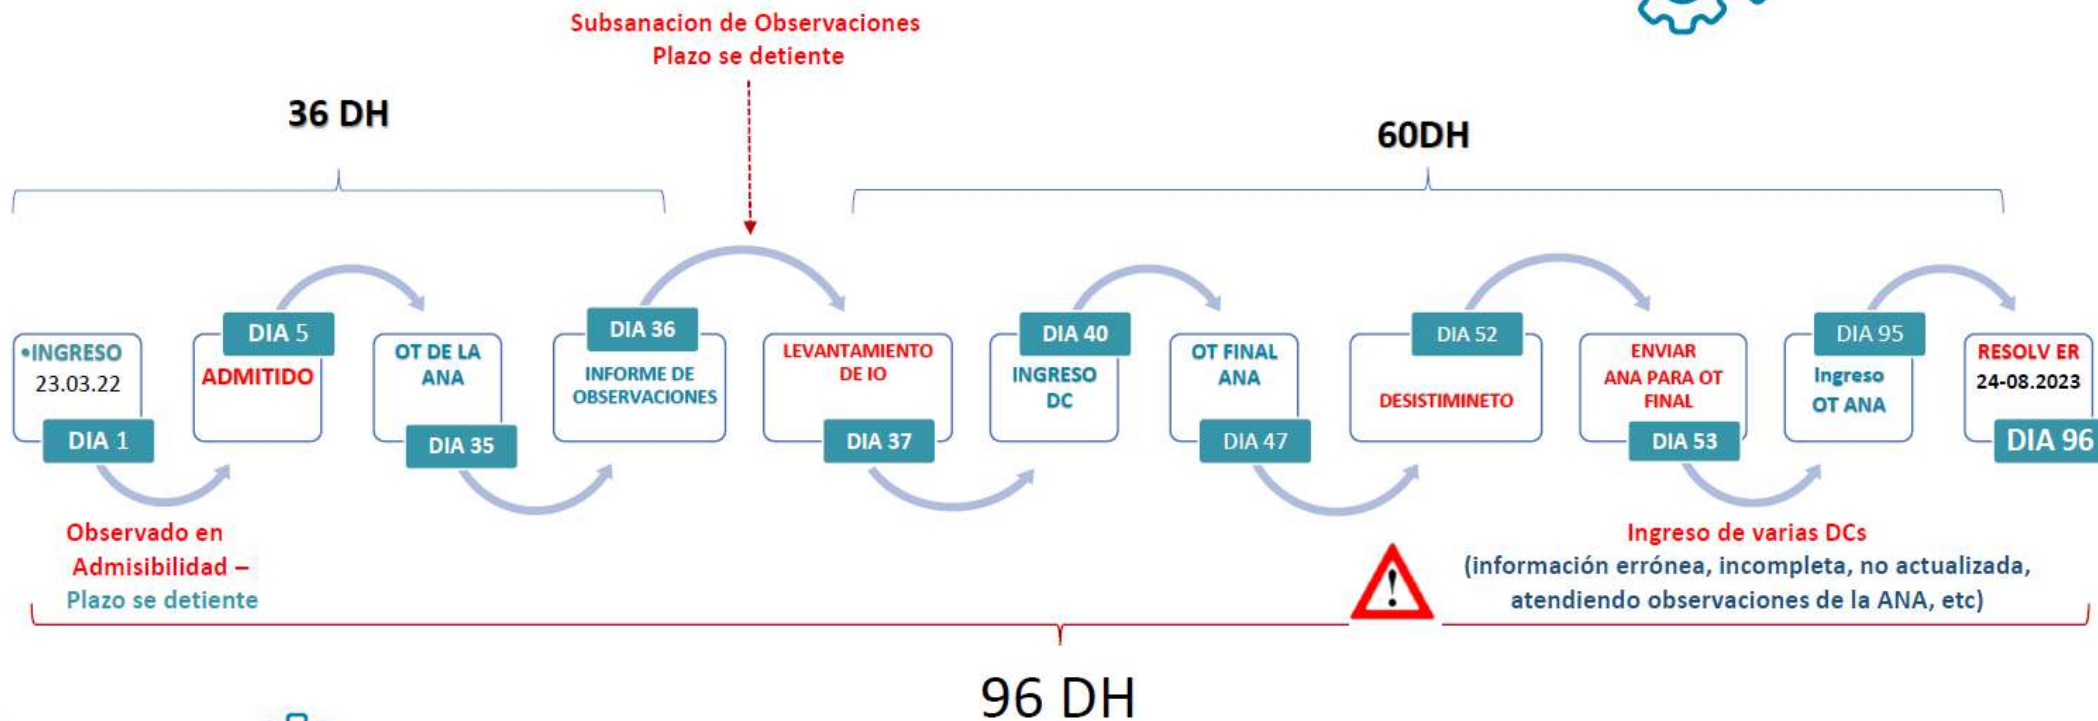 Subsanacion de Observaciones
Plazo se detiente
36 DH
60DH
•INGRESO
23.03.22
DIA 1
DIA 5
ADMITIDO
OT DE LA
ANA
DIA 35
DIA 36
INFORME DE
OBSERVACIONES
LEVANTAMIENTO
DE IO
DIA 37
DIA 40
INGRESO
DC
OT FINAL
ANA
DIA 47
DIA 52
DESISTIMINETO
ENVIAR
ANA PARA OT
FINAL
DIA 53
DIA 95
Ingreso
OT ANA
RESOLV ER
24-08.2023
DIA 96
Observado en
Admisibilidad –
Plazo se detiente
Ingreso de varias DCs
(información errónea, incompleta, no actualizada,
atendiendo observaciones de la ANA, etc)
!
96 DH